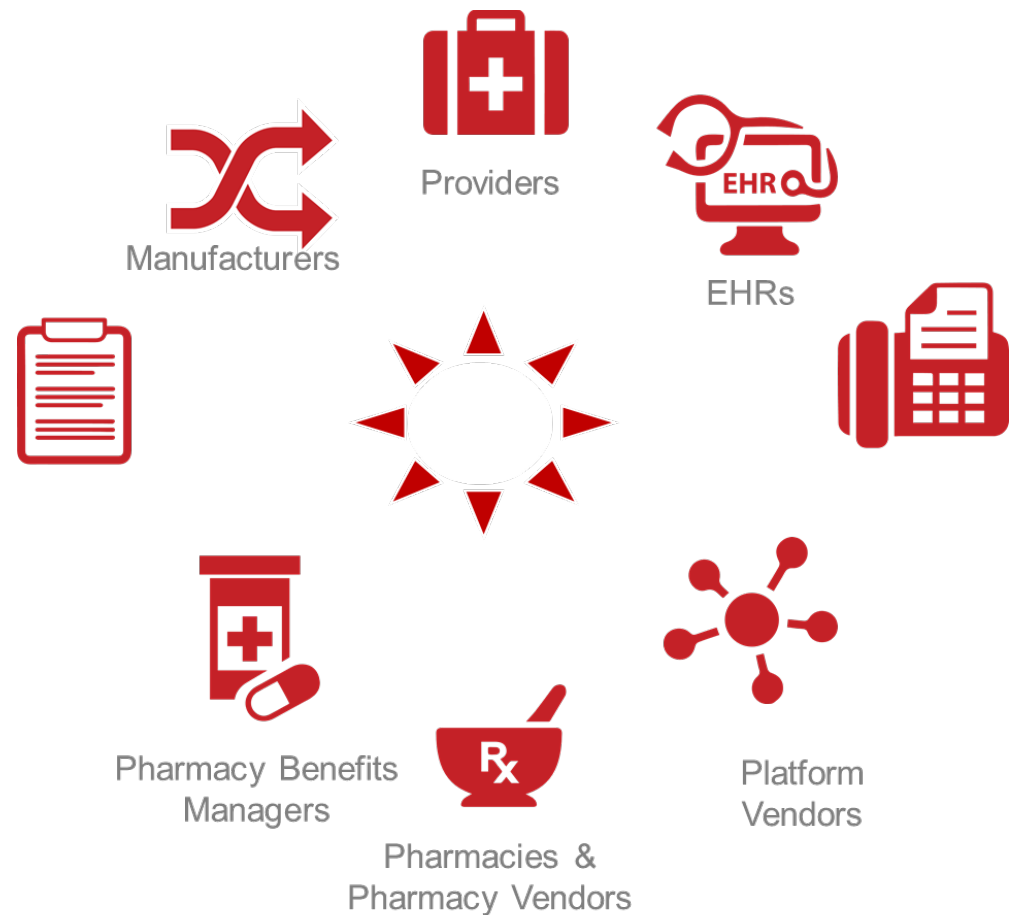 Providers
EHR
Manufacturers
EHRs
Pharmacy Benefits
Managers
Rx
Platform
Vendors
Pharmacies &
Pharmacy Vendors